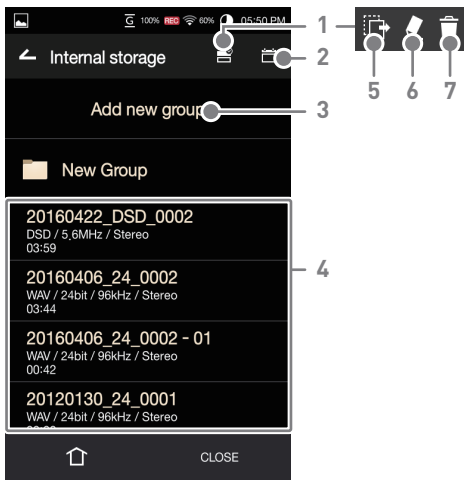 G 100% REC 60% 05:50 PM
1
Internal storage
2
5 6 7
Add new group
3
New Group
20160422_DSD_0002
DSD / 5.6MHz / Stereo
03:59
4
20160406_24_0002
WAV / 24bit / 96kHz / Stereo
03:44
20160406_24_0002 - 01
WAV / 24bit / 96kHz / Stereo
00:42
20120130_24_0001
WAV / 24bit / 96kHz / Stereo
CLOSE